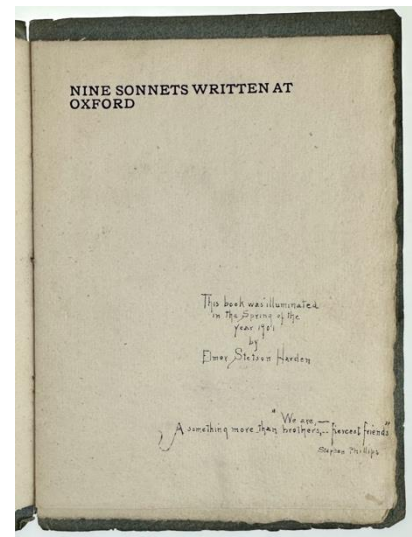 NINE SONNETS WRITTEN AT
OXFORD
This book was illuminated
in the Spring of the
year 1901
by
Elmer Stetson Harden
"We are,—
A something more than brothers,— fiercest friends"
Stephen Phillips